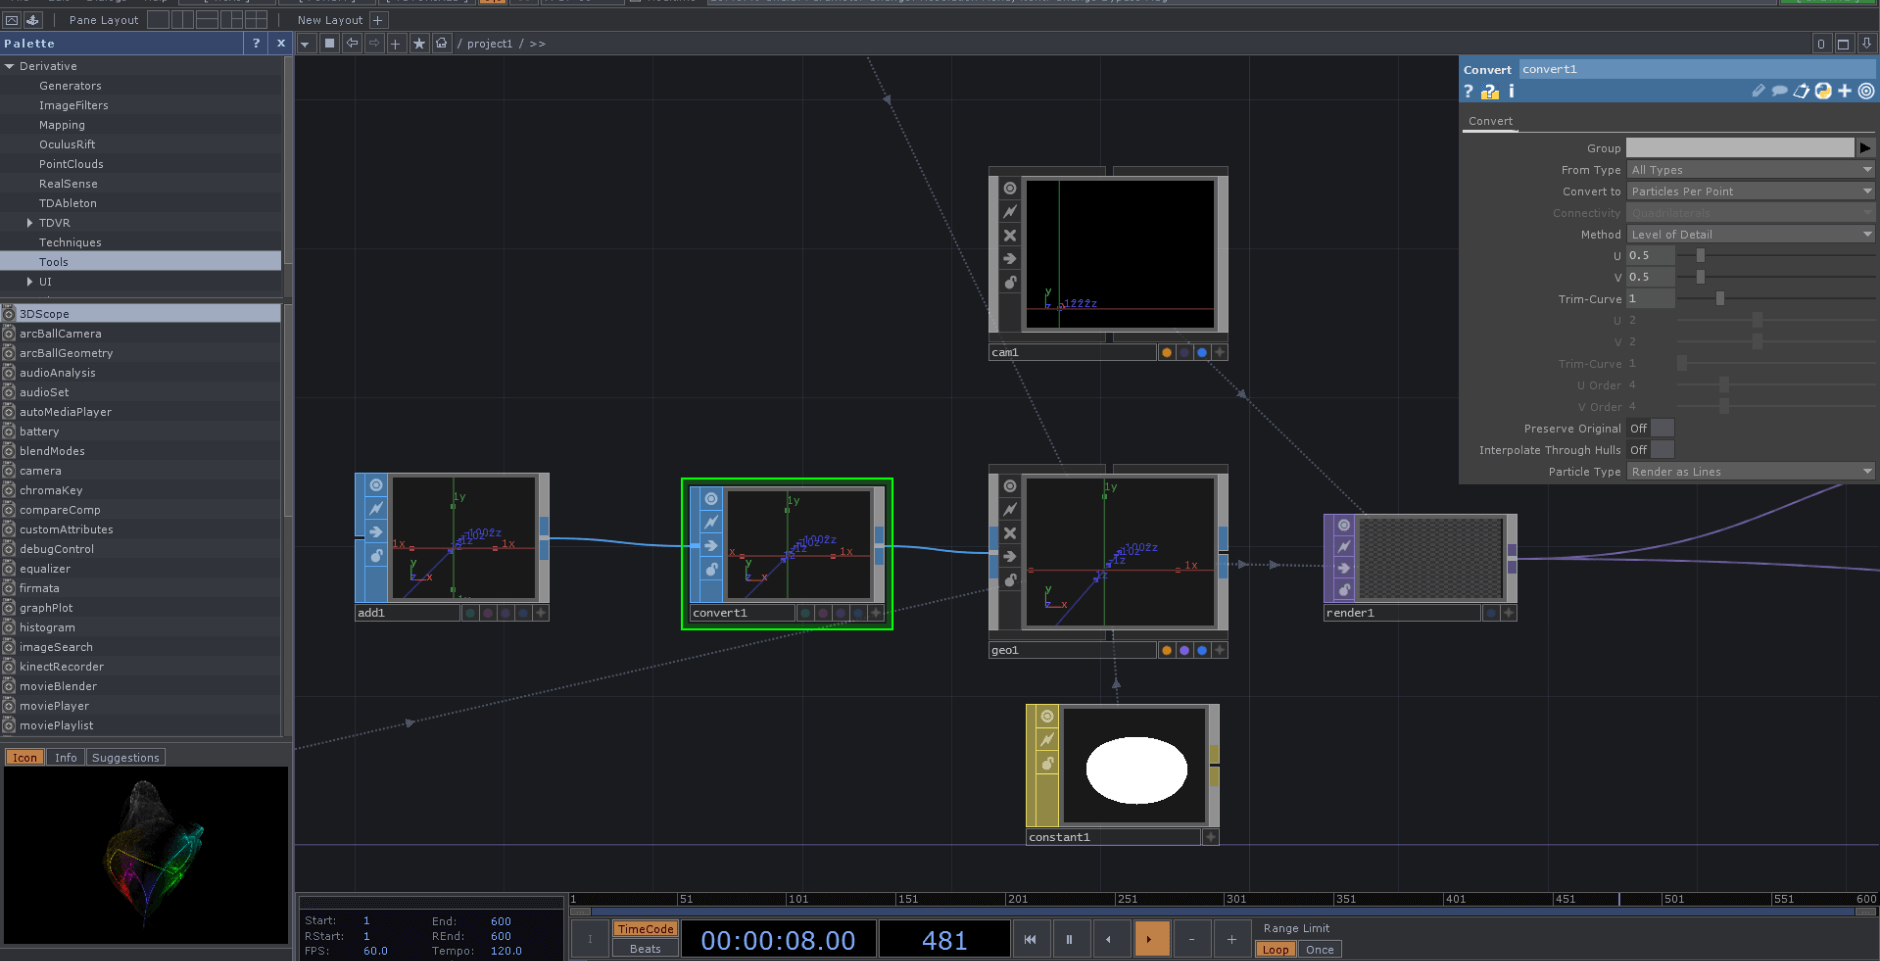 Pane Layout
New Layout +
Palette ? x
/ project1 / >>
0
Derivative
Generators
ImageFilters
Mapping
OculusRift
PointClouds
RealSense
TDAbleton
TDVR
Techniques
Tools
UI
3DScope
arcBallCamera
arcBallGeometry
audioAnalysis
audioSet
autoMediaPlayer
battery
blendModes
camera
chromaKey
compareComp
customAttributes
debugControl
equalizer
firmata
graphPlot
histogram
imageSearch
kinectRecorder
movieBlender
moviePlayer
moviePlaylist
Icon Info Suggestions
cam1
add1
convert1
geo1
render1
constant1
Convert convert1
? ? i
Convert
Group
From Type All Types
Convert to Particles Per Point
Connectivity Quadrilaterals
Method Level of Detail
U 0.5
V 0.5
Trim-Curve 1
U 2
V 2
Trim-Curve 1
U Order 4
V Order 4
Preserve Original Off
Interpolate Through Hulls Off
Particle Type Render as Lines
1 51 101 151 201 251 301 351 401 451 501 551 600
Start: 1 End: 600
RStart: 1 REnd: 600
FPS: 60.0 Tempo: 120.0
TimeCode
Beats
00:00:08.00
481
- +
Range Limit
Loop Once